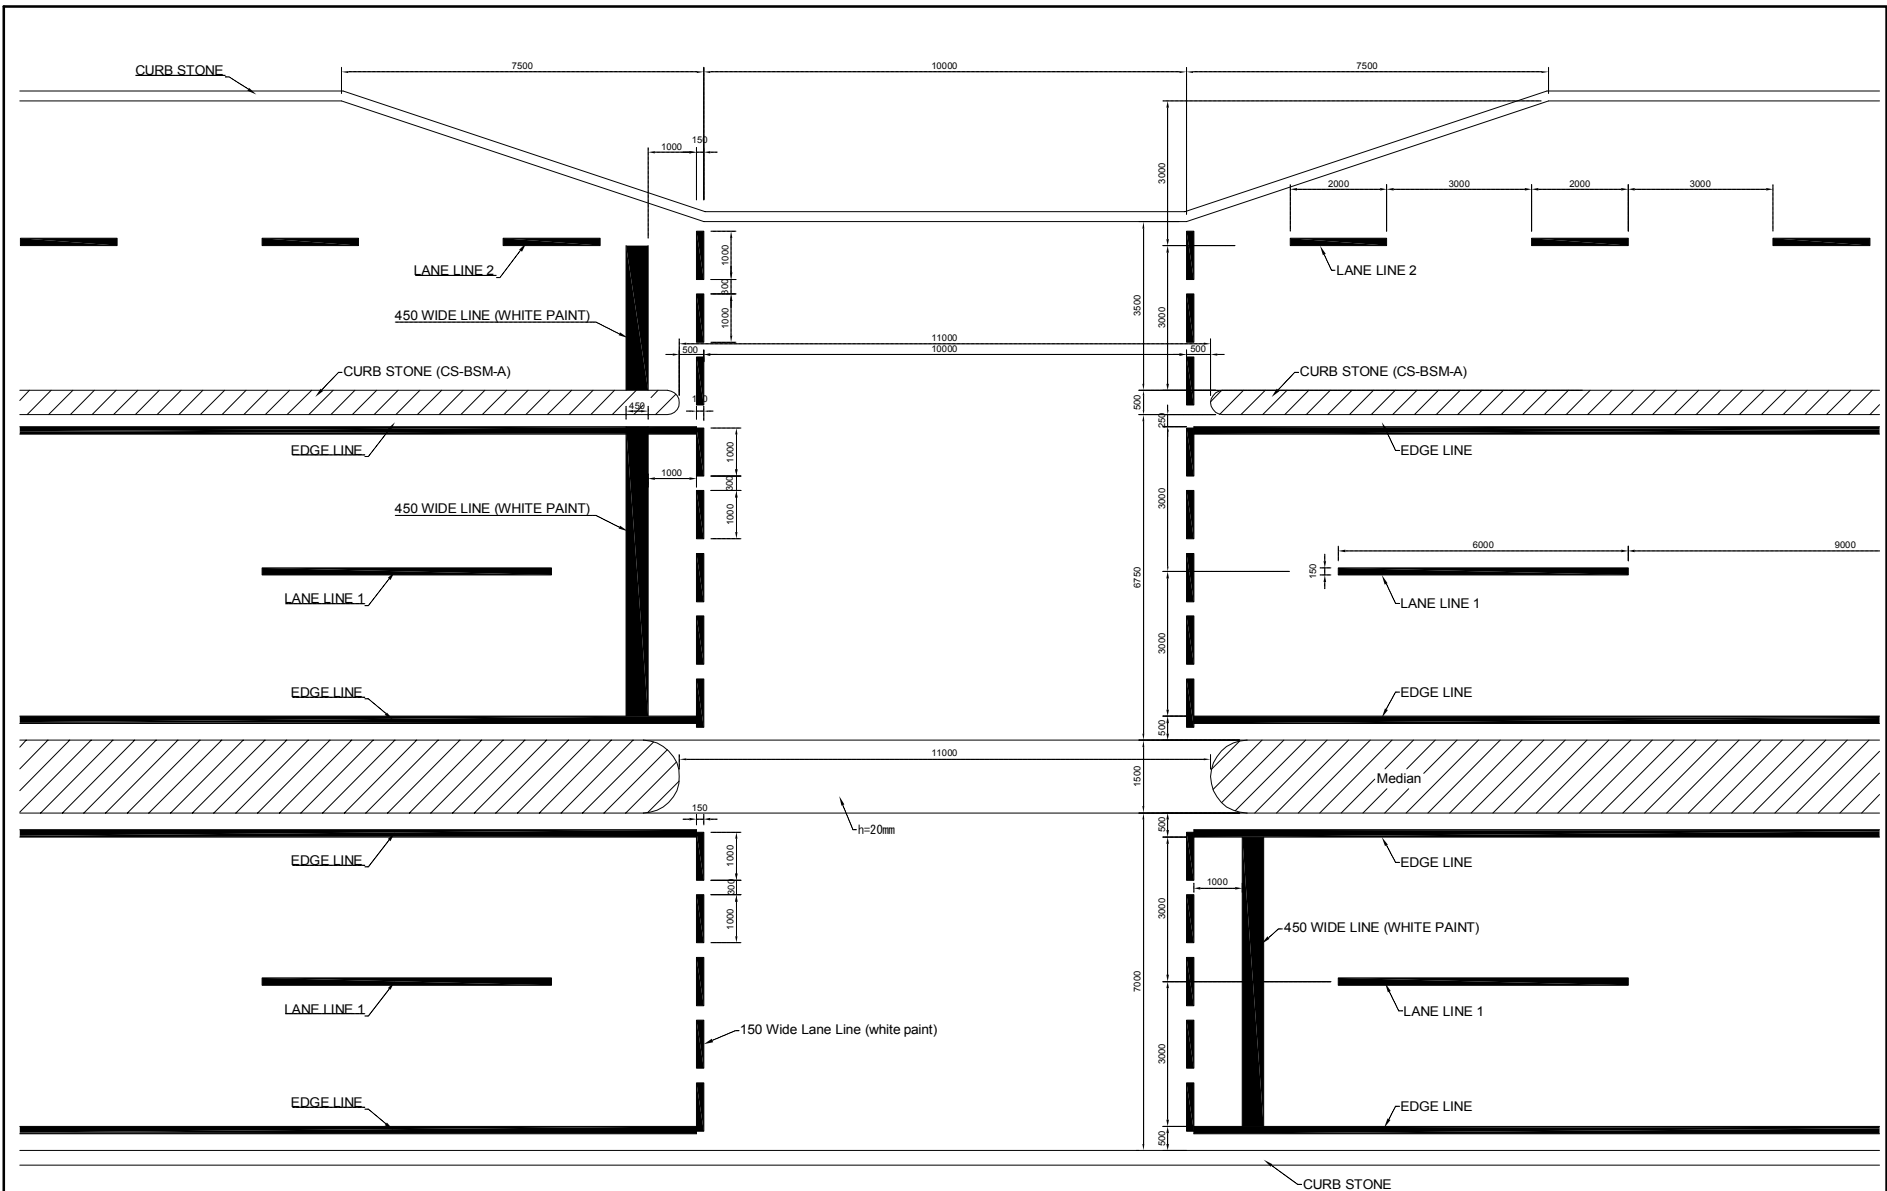 7500
10000
7500
CURB STONE
150
1000
3000
2000
3000
2000
3000
LANE LINE 2
LANE LINE 2
1000
300
1000
3500
3000
450 WIDE LINE (WHITE PAINT)
11000
500
10000
500
CURB STONE (CS-BSM-A)
CURB STONE (CS-BSM-A)
450
150
500
250
EDGE LINE
EDGE LINE
1000
300
1000
1000
3000
450 WIDE LINE (WHITE PAINT)
6000
9000
150
6750
LANE LINE 1
LANE LINE 1
3000
EDGE LINE
EDGE LINE
500
11000
1500
Median
150
h=20mm
500
EDGE LINE
EDGE LINE
1000
300
1000
1000
3000
450 WIDE LINE (WHITE PAINT)
7000
LANE LINE 1
LANE LINE 1
150 Wide Lane Line (white paint)
3000
EDGE LINE
EDGE LINE
500
CURB STONE